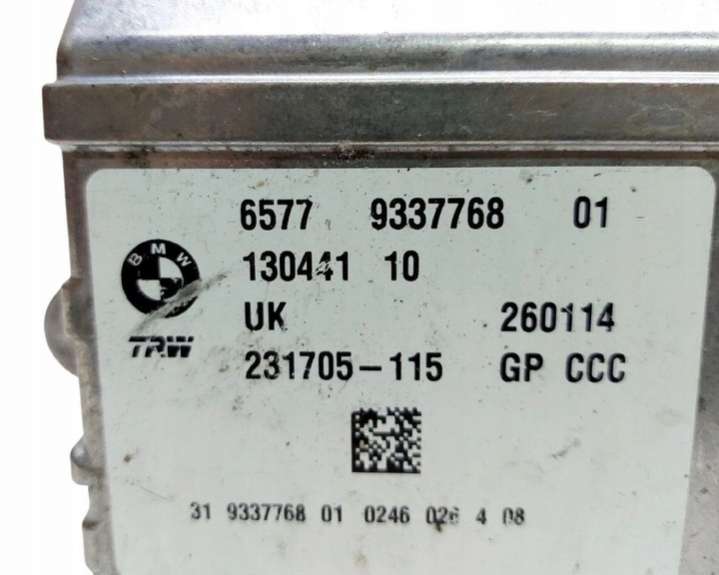 6577 9337768 01
130441 10
BMW
UK 260114
TRW
231705-115 GP CCC
31 9337768 01 0246 026 4 08